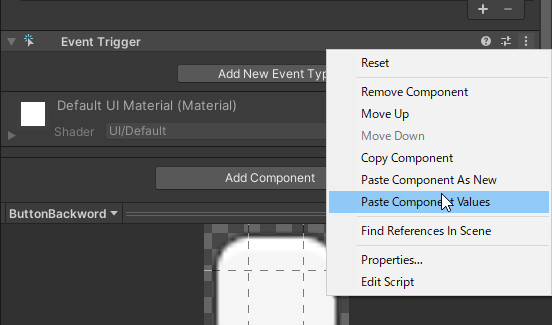 Event Trigger
Add New Event Typ
Default UI Material (Material)
Shader UI/Default
Add Component
ButtonBackword
Reset
Remove Component
Move Up
Move Down
Copy Component
Paste Component As New
Paste Component Values
Find References In Scene
Properties...
Edit Script